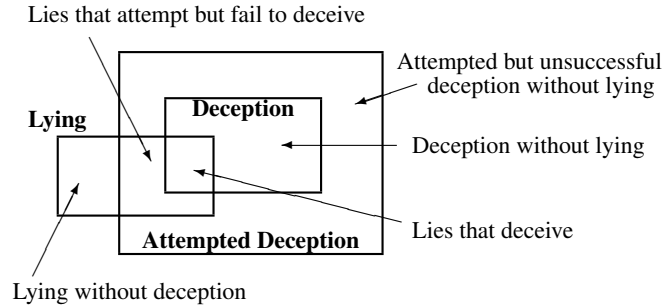 Lies that attempt but fail to deceive
Attempted but unsuccessful
deception without lying
Deception
Lying
Deception without lying
Lies that deceive
Attempted Deception
Lying without deception